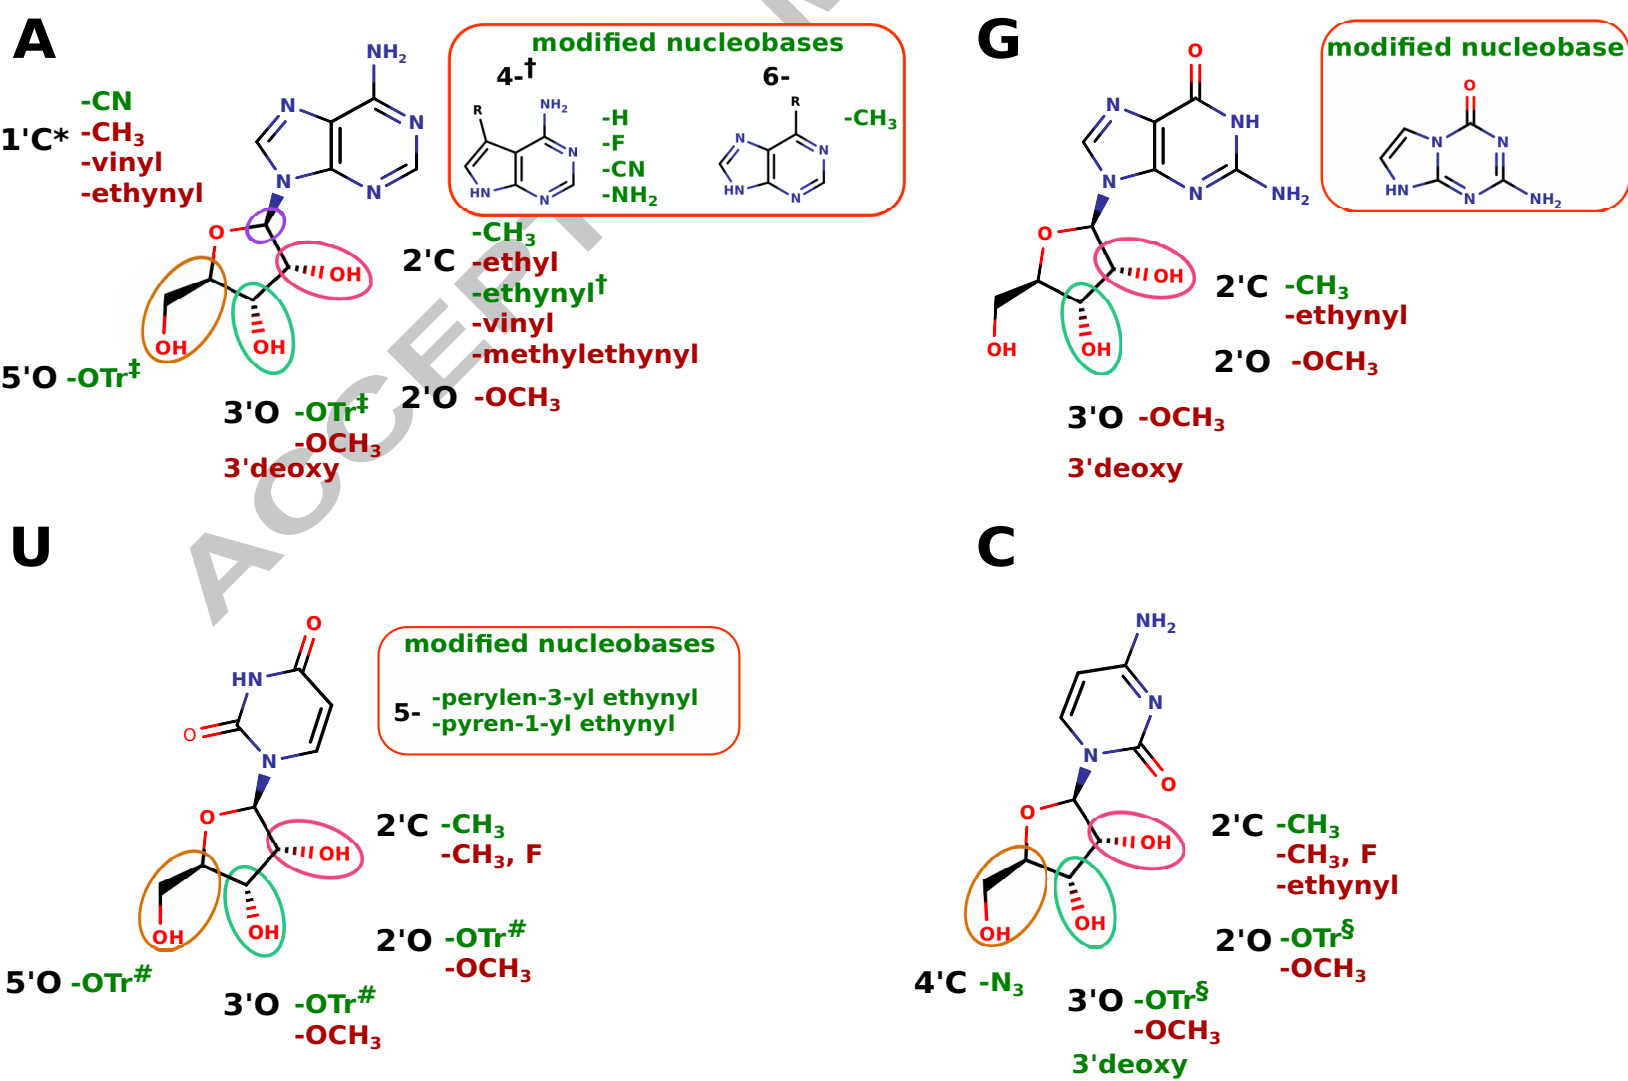 A
1'C*
-CN
-CH3
-vinyl
-ethynyl
NH2
N
N
N
N
O
OH
OH
OH
modified nucleobases
4-†
R
NH2
N
N
HN
-H
-F
-CN
-NH2
6-
R
N
N
N
HN
-CH3
2'C
-CH3
-ethyl
-ethynyl†
-vinyl
-methylethynyl
2'O -OCH3
5'O -OTr‡
3'O -OTr‡
-OCH3
3'deoxy
G
O
N
NH
N
N
NH2
O
OH
OH
OH
modified nucleobase
O
N
N
HN
N
NH2
2'C -CH3
-ethynyl
2'O -OCH3
3'O -OCH3
3'deoxy
U
O
HN
O
N
O
OH
OH
OH
modified nucleobases
5- -perylen-3-yl ethynyl
-pyren-1-yl ethynyl
2'C -CH3
-CH3, F
2'O -OTr#
-OCH3
5'O -OTr#
3'O -OTr#
-OCH3
C
NH2
N
N
O
O
OH
OH
OH
2'C -CH3
-CH3, F
-ethynyl
2'O -OTr§
-OCH3
4'C -N3
3'O -OTr§
-OCH3
3'deoxy
ACCEPT